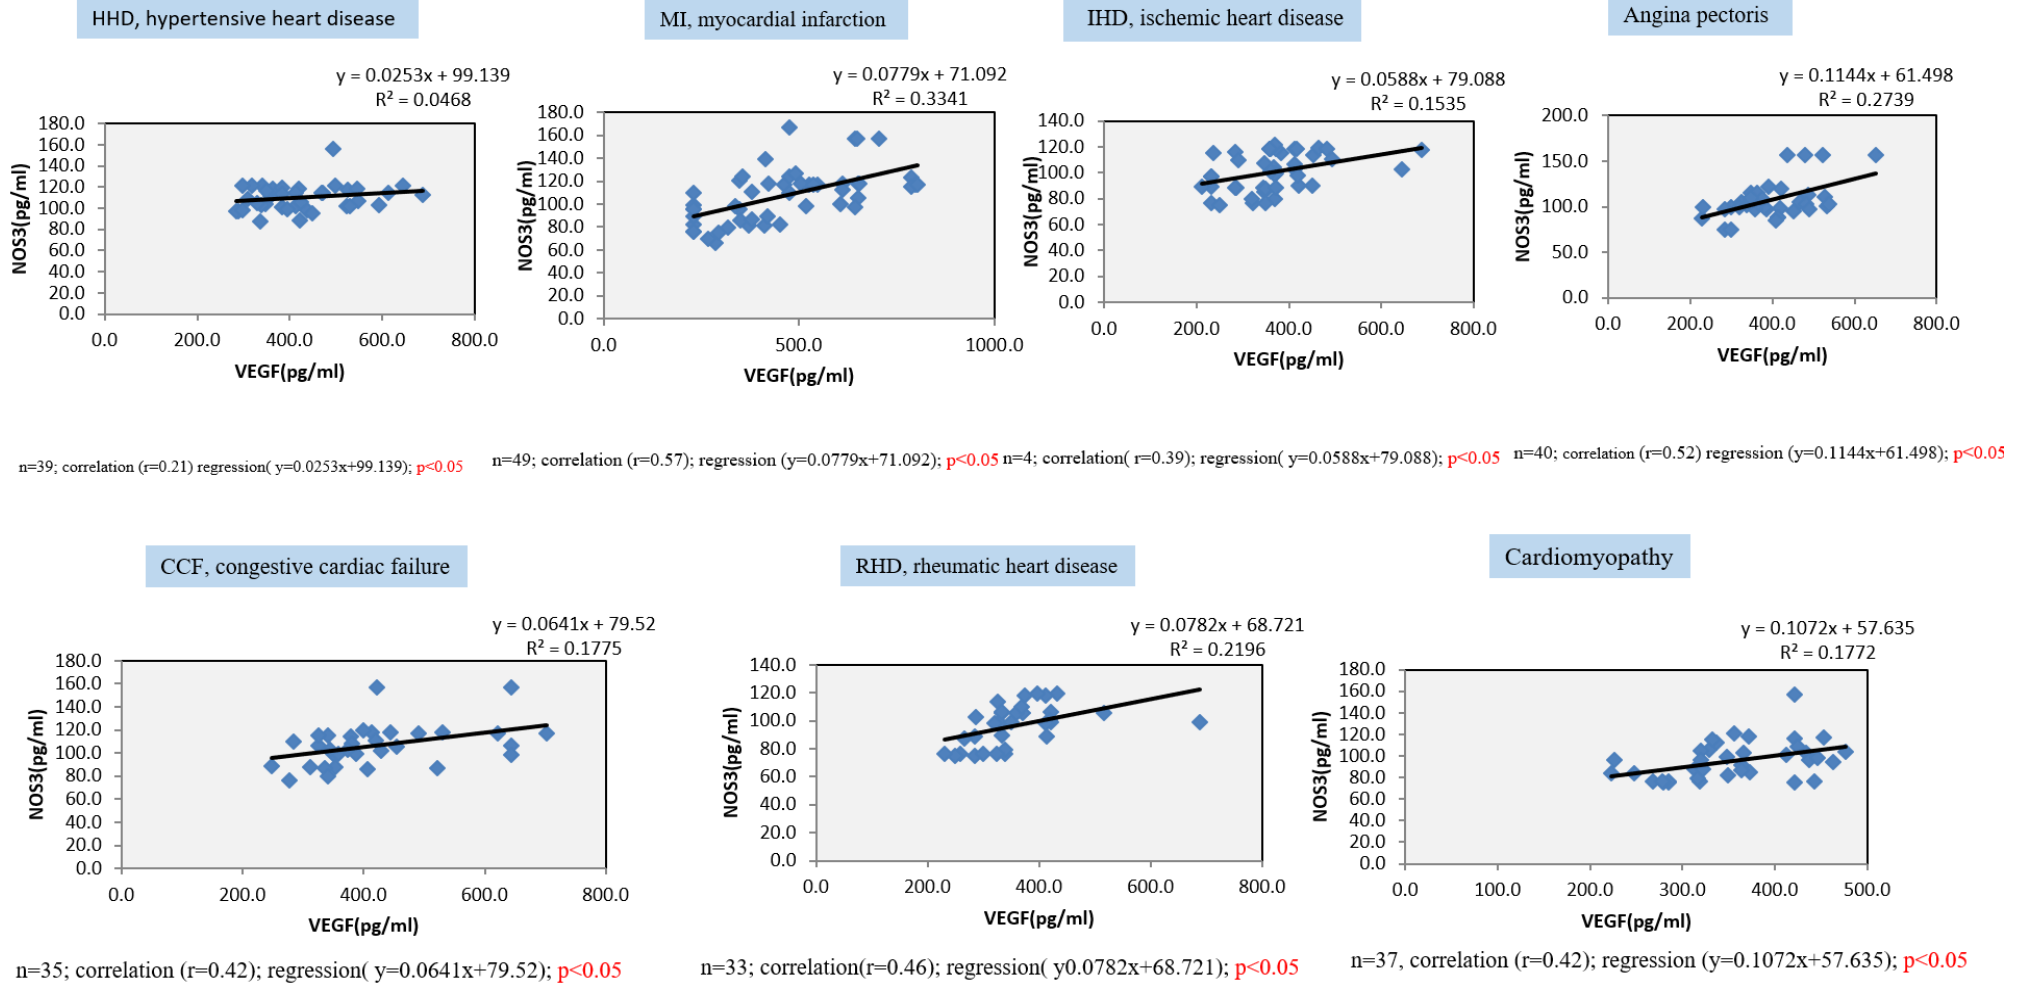 HHD, hypertensive heart disease
y = 0.0253x + 99.139
R² = 0.0468
180.0
160.0
140.0
120.0
100.0
80.0
60.0
40.0
20.0
0.0
NOS3(pg/ml)
0.0 200.0 400.0 600.0 800.0
VEGF(pg/ml)
n=39; correlation (r=0.21) regression( y=0.0253x+99.139); p<0.05
MI, myocardial infarction
y = 0.0779x + 71.092
R² = 0.3341
180.0
160.0
140.0
120.0
100.0
80.0
60.0
40.0
20.0
0.0
NOS3(pg/ml)
0.0 500.0 1000.0
VEGF(pg/ml)
n=49; correlation (r=0.57); regression (y=0.0779x+71.092); p<0.05
IHD, ischemic heart disease
y = 0.0588x + 79.088
R² = 0.1535
140.0
120.0
100.0
80.0
60.0
40.0
20.0
0.0
NOS3(pg/ml)
0.0 200.0 400.0 600.0 800.0
VEGF(pg/ml)
n=4; correlation( r=0.39); regression( y=0.0588x+79.088); p<0.05
Angina pectoris
y = 0.1144x + 61.498
R² = 0.2739
200.0
150.0
100.0
50.0
0.0
NOS3(pg/ml)
0.0 200.0 400.0 600.0 800.0
VEGF(pg/ml)
n=40; correlation (r=0.52) regression (y=0.1144x+61.498); p<0.05
CCF, congestive cardiac failure
y = 0.0641x + 79.52
R² = 0.1775
180.0
160.0
140.0
120.0
100.0
80.0
60.0
40.0
20.0
0.0
NOS3(pg/ml)
0.0 200.0 400.0 600.0 800.0
VEGF(pg/ml)
n=35; correlation (r=0.42); regression( y=0.0641x+79.52); p<0.05
RHD, rheumatic heart disease
y = 0.0782x + 68.721
R² = 0.2196
140.0
120.0
100.0
80.0
60.0
40.0
20.0
0.0
NOS3(pg/ml)
0.0 200.0 400.0 600.0 800.0
VEGF(pg/ml)
n=33; correlation(r=0.46); regression( y0.0782x+68.721); p<0.05
Cardiomyopathy
y = 0.1072x + 57.635
R² = 0.1772
180.0
160.0
140.0
120.0
100.0
80.0
60.0
40.0
20.0
0.0
NOS3(pg/ml)
0.0 100.0 200.0 300.0 400.0 500.0
VEGF(pg/ml)
n=37, correlation (r=0.42); regression (y=0.1072x+57.635); p<0.05